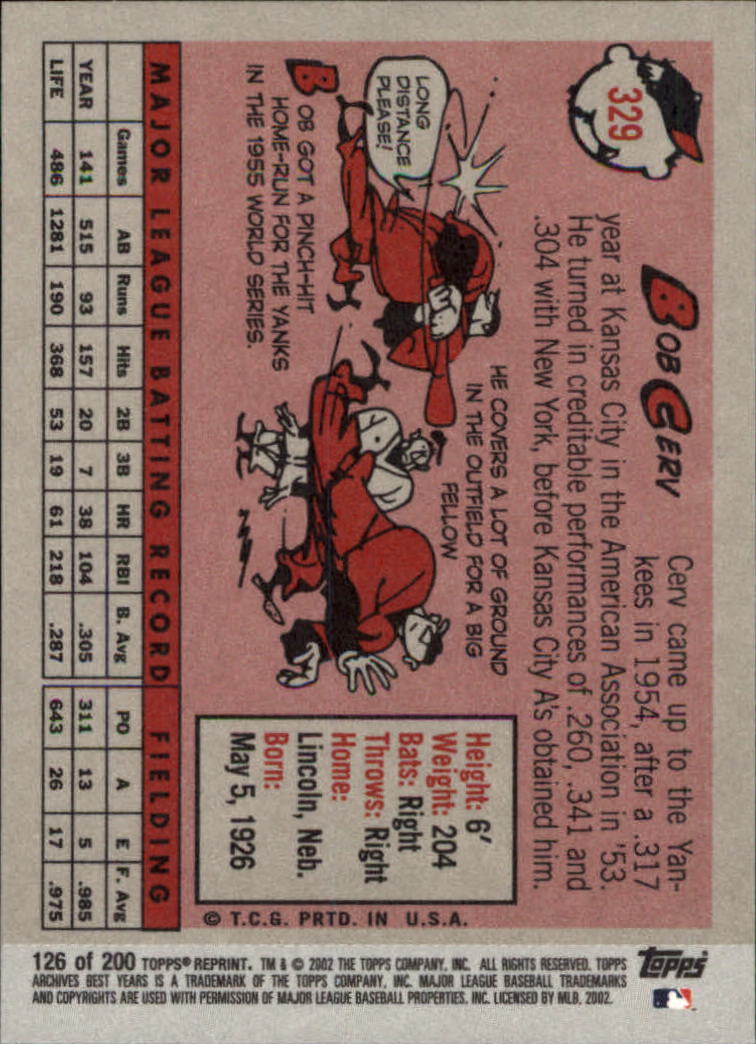 329
BOB CERV
Cerv came up to the Yan-
kees in 1954, after a .317
year at Kansas City in the American Association in '53.
He turned in creditable performances of .260, .341 and
.304 with New York, before Kansas City A's obtained him.
LONG
DISTANCE
PLEASE!
BOB GOT A PINCH-HIT
HOME-RUN FOR THE YANKS
IN THE 1955 WORLD SERIES.
HE COVERS A LOT OF GROUND
IN THE OUTFIELD FOR A BIG
FELLOW
Height: 6'
Weight: 204
Bats: Right
Throws: Right
Home:
Lincoln, Neb.
Born:
May 5, 1926
© T.C.G. PRTD. IN U.S.A.
MAJOR LEAGUE BATTING RECORD FIELDING
Games AB Runs Hits 2B 3B HR RBI B. Avg PO A E F. Avg
YEAR 141 515 93 157 20 7 38 104 .305 311 13 5 .985
LIFE 486 1281 190 368 53 19 61 218 .287 643 26 17 .975
126 of 200 TOPPS® REPRINT. TM & © 2002 THE TOPPS COMPANY, INC. ALL RIGHTS RESERVED. TOPPS
ARCHIVES BEST YEARS IS A TRADEMARK OF THE TOPPS COMPANY, INC. MAJOR LEAGUE BASEBALL TRADEMARKS
AND COPYRIGHTS ARE USED WITH PERMISSION OF MAJOR LEAGUE BASEBALL PROPERTIES, INC. LICENSED BY MLB, 2002.
Topps